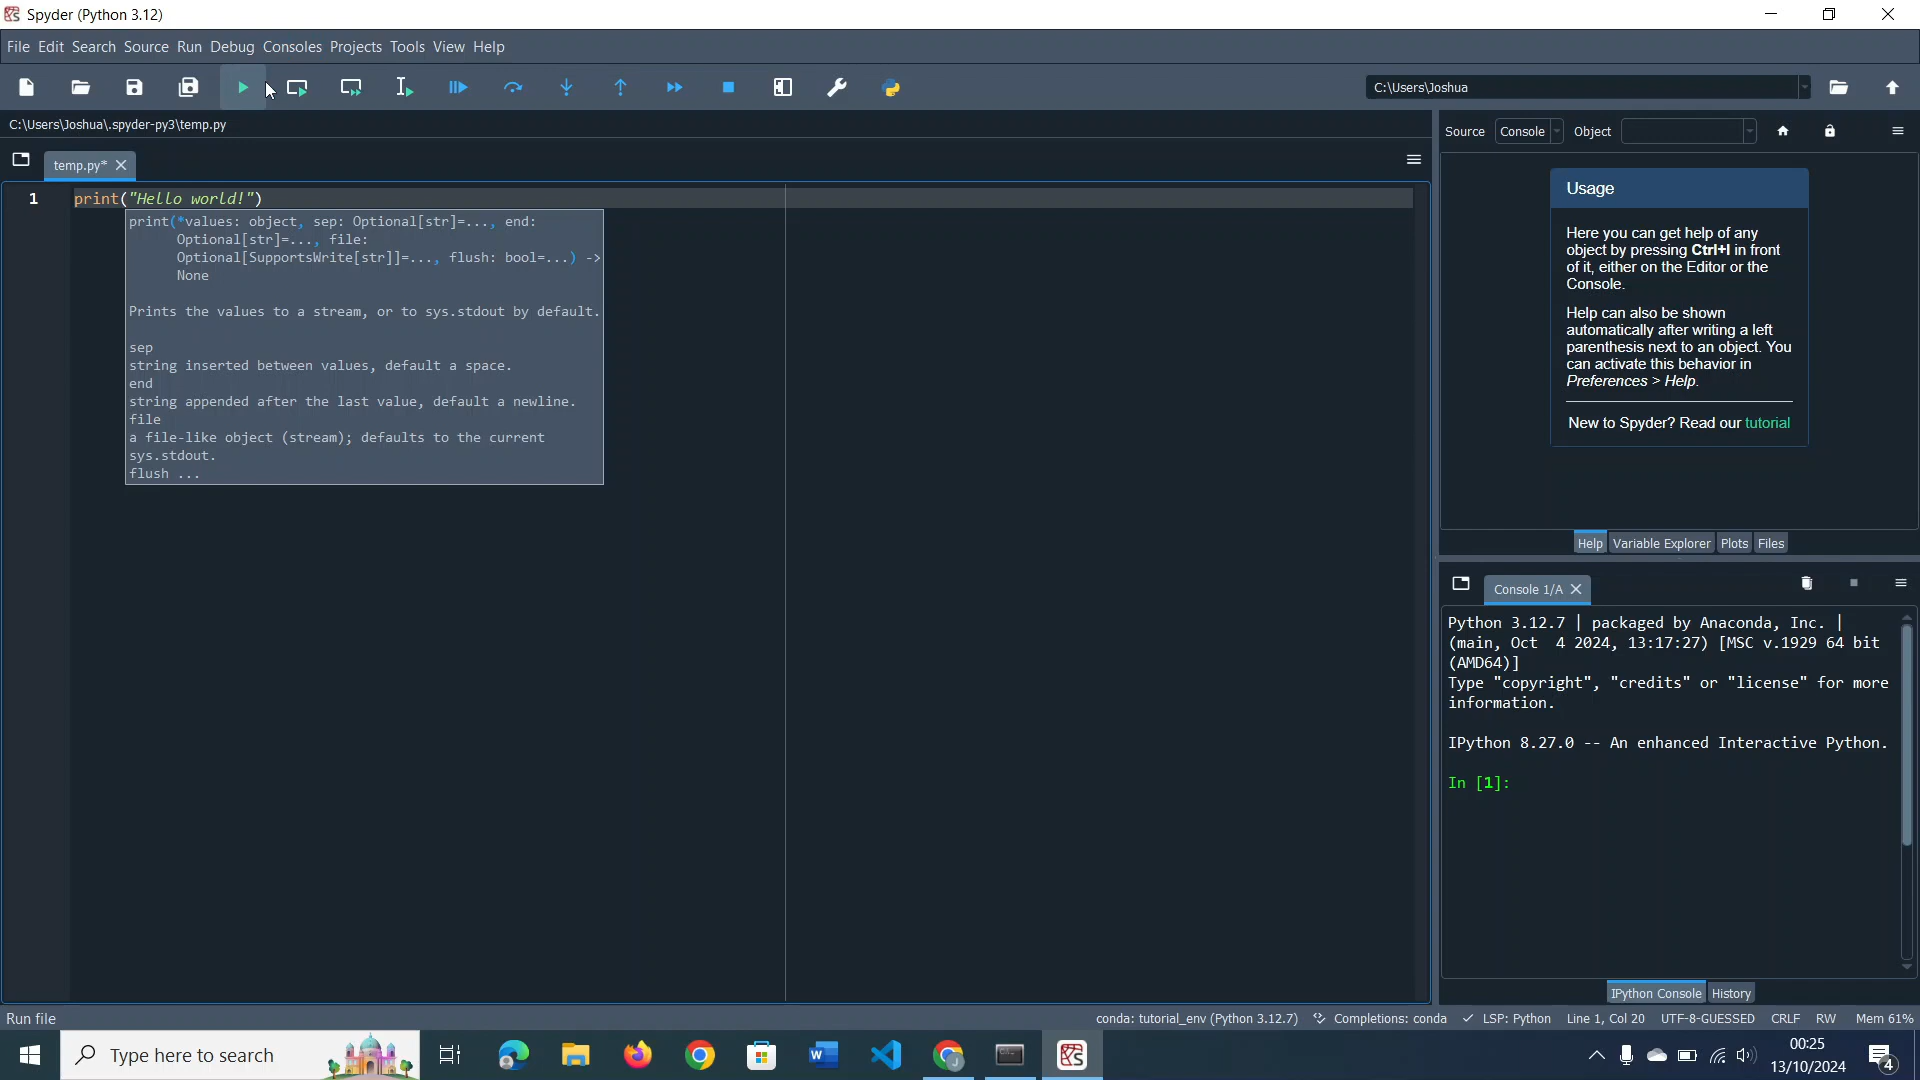 Spyder (Python 3.12)
File Edit Search Source Run Debug Consoles Projects Tools View Help
C:\Users\Joshua
C:\Users\Joshua\.spyder-py3\temp.py
temp.py*
1 print("Hello world!")
print(*values: object, sep: Optional[str]=..., end:
Optional[str]=..., file:
Optional[SupportsWrite[str]]=..., flush: bool=...) ->
None
Prints the values to a stream, or to sys.stdout by default.
sep
string inserted between values, default a space.
end
string appended after the last value, default a newline.
file
a file-like object (stream); defaults to the current
sys.stdout.
flush ...
Source Console Object
Usage
Here you can get help of any
object by pressing Ctrl+I in front
of it, either on the Editor or the
Console.
Help can also be shown
automatically after writing a left
parenthesis next to an object. You
can activate this behavior in
Preferences > Help.
New to Spyder? Read our tutorial
Help Variable Explorer Plots Files
Console 1/A
Python 3.12.7 | packaged by Anaconda, Inc. |
(main, Oct  4 2024, 13:17:27) [MSC v.1929 64 bit
(AMD64)]
Type "copyright", "credits" or "license" for more
information.
IPython 8.27.0 -- An enhanced Interactive Python.
In [1]:
IPython Console History
Run file conda: tutorial_env (Python 3.12.7) Completions: conda LSP: Python Line 1, Col 20 UTF-8-GUESSED CRLF RW Mem 61%
Type here to search
00:25
13/10/2024
4